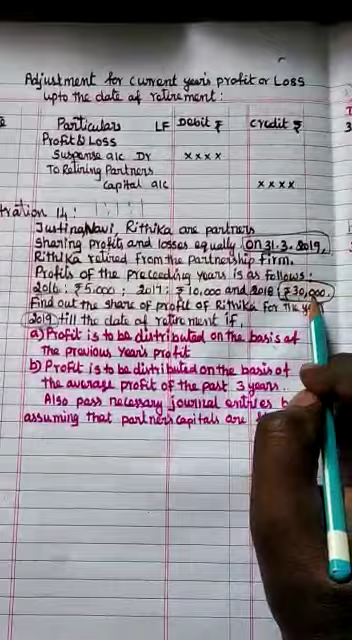 Adjustment for current year's profit or Loss
upto the date of retirement:
Particulars LF Debit ₹ Credit ₹
Profit & Loss
Suspense a/c Dr xxxx
To Retiring Partners
Capital a/c xxxx
tration 14:
Justin, Navi, Rithika are partners
sharing profits and losses equally on 31.3.2019,
Rithika retired from the partnership firm.
Profits of the preceeding years is as follows:
2016: ₹5,000; 2017: ₹10,000 and 2018: ₹30,000.
Find out the share of profit of Rithika for the
2019 till the date of retirement if,
a) Profit is to be distributed on the basis of
the previous year's profit
b) Profit is to be distributed on the basis of
the average profit of the past 3 years.
Also pass necessary journal entries
assuming that partners capitals are